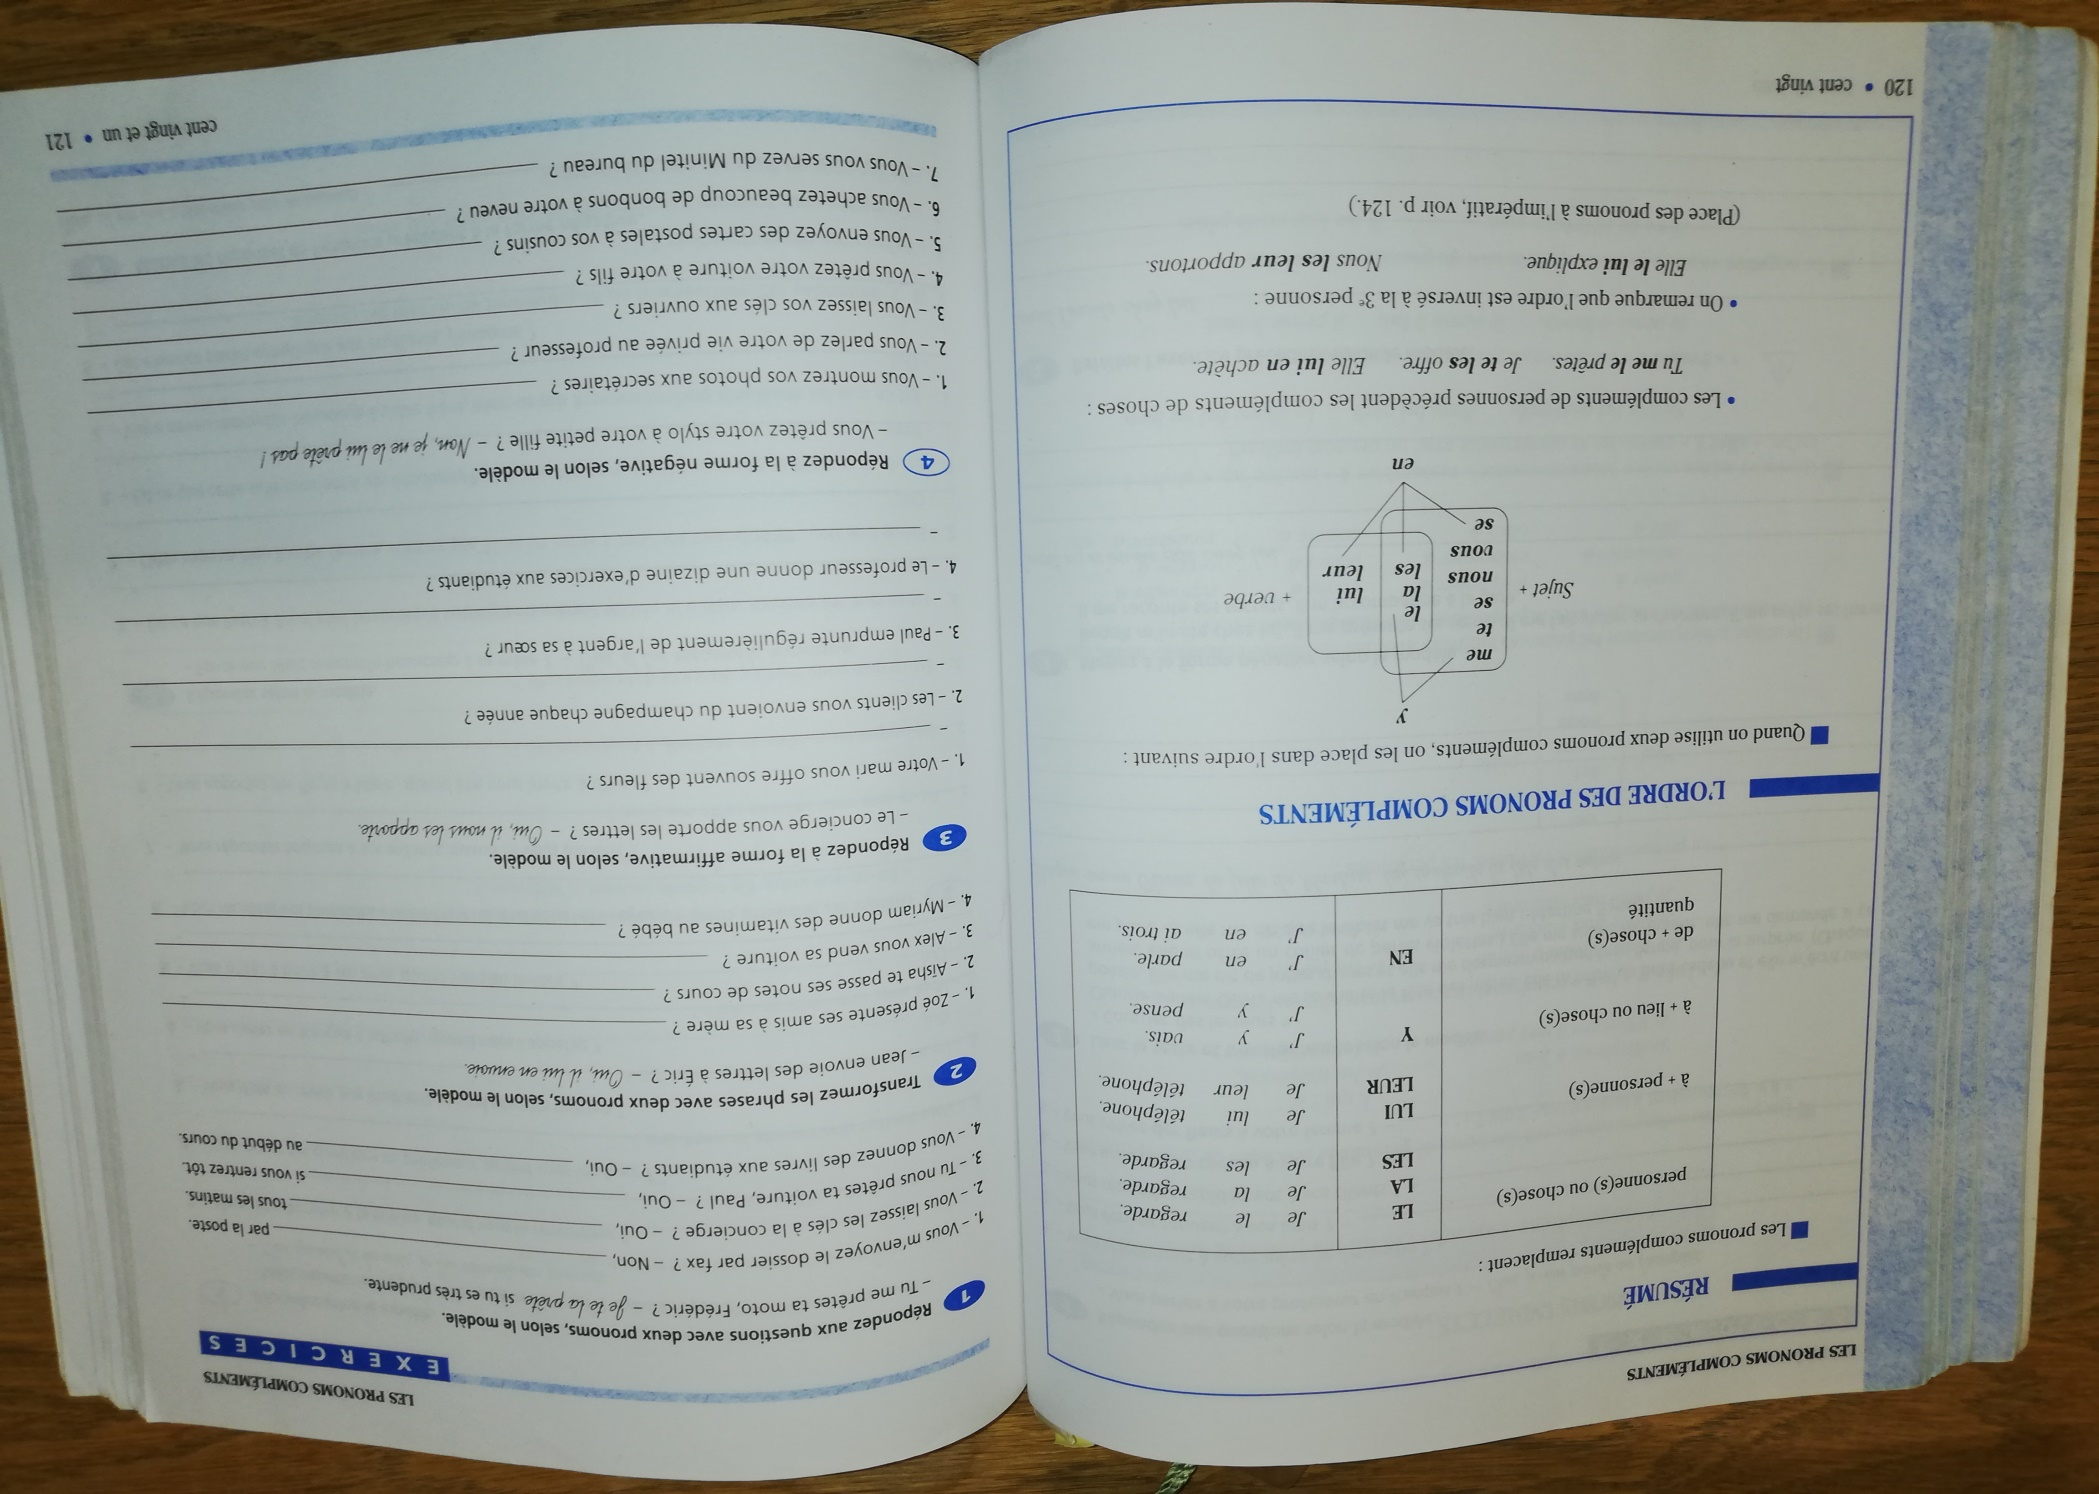 LES PRONOMS COMPLÉMENTS
RÉSUMÉ
■ Les pronoms compléments remplacent :
personne(s) ou chose(s) LE Je le regarde.
LA Je la regarde.
LES Je les regarde.
à + personne(s) LUI Je lui téléphone.
LEUR Je leur téléphone.
à + lieu ou chose(s) Y J' y vais.
J' y pense.
de + chose(s) EN J' en parle.
quantité J' en ai trois.
L'ORDRE DES PRONOMS COMPLÉMENTS
■ Quand on utilise deux pronoms compléments, on les place dans l'ordre suivant :
y
me
te le
se la lui
Sujet + nous les leur + verbe
vous
se
en
• Les compléments de personnes précèdent les compléments de choses :
Tu me le prêtes. Je te les offre. Elle lui en achète.
• On remarque que l'ordre est inversé à la 3e personne :
Elle le lui explique. Nous les leur apportons.
(Place des pronoms à l'impératif, voir p. 124.)
120 • cent vingt
LES PRONOMS COMPLÉMENTS
EXERCICES
1 Répondez aux questions avec deux pronoms, selon le modèle.
– Tu me prêtes ta moto, Frédéric ? – Je te la prête si tu es très prudente.
1. – Vous m'envoyez le dossier par fax ? – Non, par la poste.
2. – Vous laissez les clés à la concierge ? – Oui, tous les matins.
3. – Tu nous prêtes ta voiture, Paul ? – Oui, si vous rentrez tôt.
4. – Vous donnez des livres aux étudiants ? – Oui, au début du cours.
2 Transformez les phrases avec deux pronoms, selon le modèle.
– Jean envoie des lettres à Éric ? – Oui, il lui en envoie.
1. – Zoé présente ses amis à sa mère ?
2. – Aïsha te passe ses notes de cours ?
3. – Alex vous vend sa voiture ?
4. – Myriam donne des vitamines au bébé ?
3 Répondez à la forme affirmative, selon le modèle.
– Le concierge vous apporte les lettres ? – Oui, il nous les apporte.
1. – Votre mari vous offre souvent des fleurs ?
–
2. – Les clients vous envoient du champagne chaque année ?
–
3. – Paul emprunte régulièrement de l'argent à sa sœur ?
–
4. – Le professeur donne une dizaine d'exercices aux étudiants ?
–
4 Répondez à la forme négative, selon le modèle.
– Vous prêtez votre stylo à votre petite fille ? – Non, je ne le lui prête pas !
1. – Vous montrez vos photos aux secrétaires ?
2. – Vous parlez de votre vie privée au professeur ?
3. – Vous laissez vos clés aux ouvriers ?
4. – Vous prêtez votre voiture à votre fils ?
5. – Vous envoyez des cartes postales à vos cousins ?
6. – Vous achetez beaucoup de bonbons à votre neveu ?
7. – Vous vous servez du Minitel du bureau ?
cent vingt et un • 121